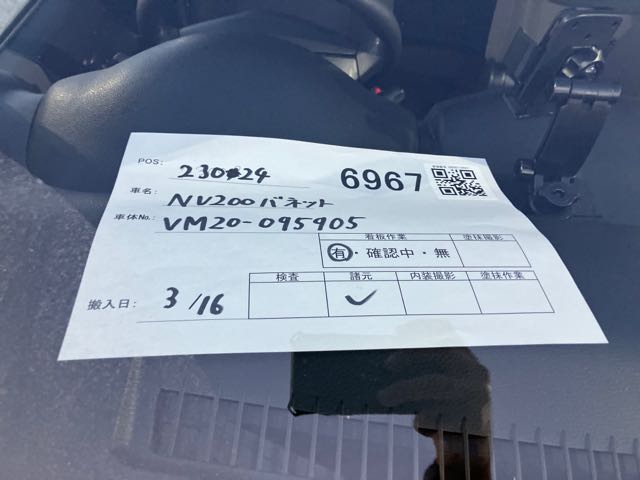 POS: 230824
6967
車名: NV200バネット
車体No.: VM20-095905
看板作業 塗抹撮影
有・確認中・無
検査 諸元 内装撮影 塗抹作業
搬入日: 3/16 ✓